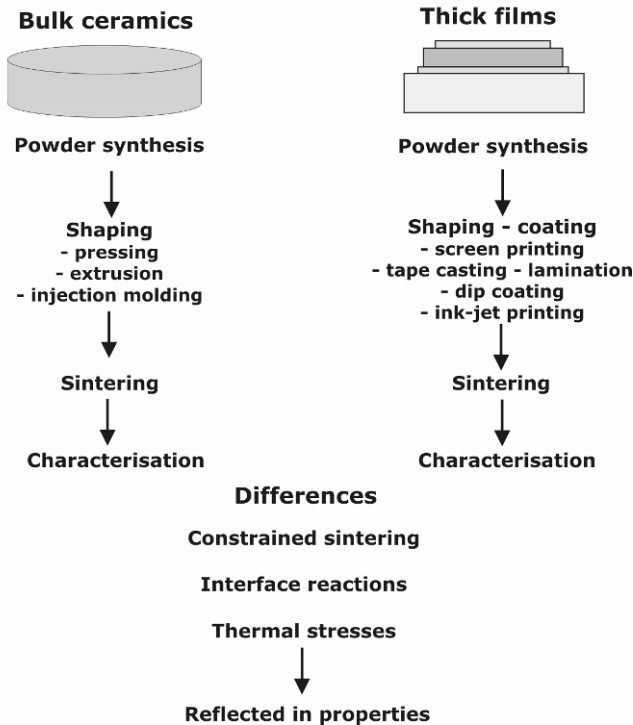 Bulk ceramics
Powder synthesis
Shaping
- pressing
- extrusion
- injection molding
Sintering
Characterisation
Thick films
Powder synthesis
Shaping - coating
- screen printing
- tape casting - lamination
- dip coating
- ink-jet printing
Sintering
Characterisation
Differences
Constrained sintering
Interface reactions
Thermal stresses
Reflected in properties